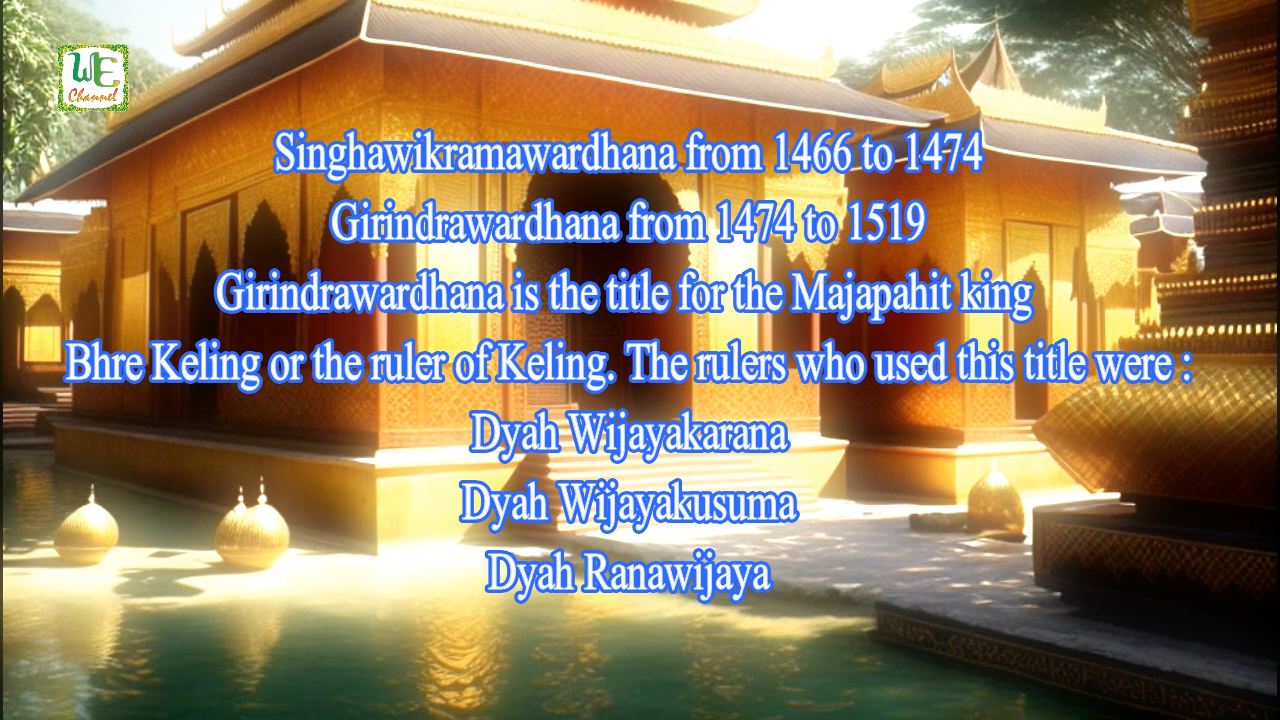 WE
Channel
Singhawikramawardhana from 1466 to 1474
Girindrawardhana from 1474 to 1519
Girindrawardhana is the title for the Majapahit king
Bhre Keling or the ruler of Keling. The rulers who used this title were :
Dyah Wijayakarana
Dyah Wijayakusuma
Dyah Ranawijaya